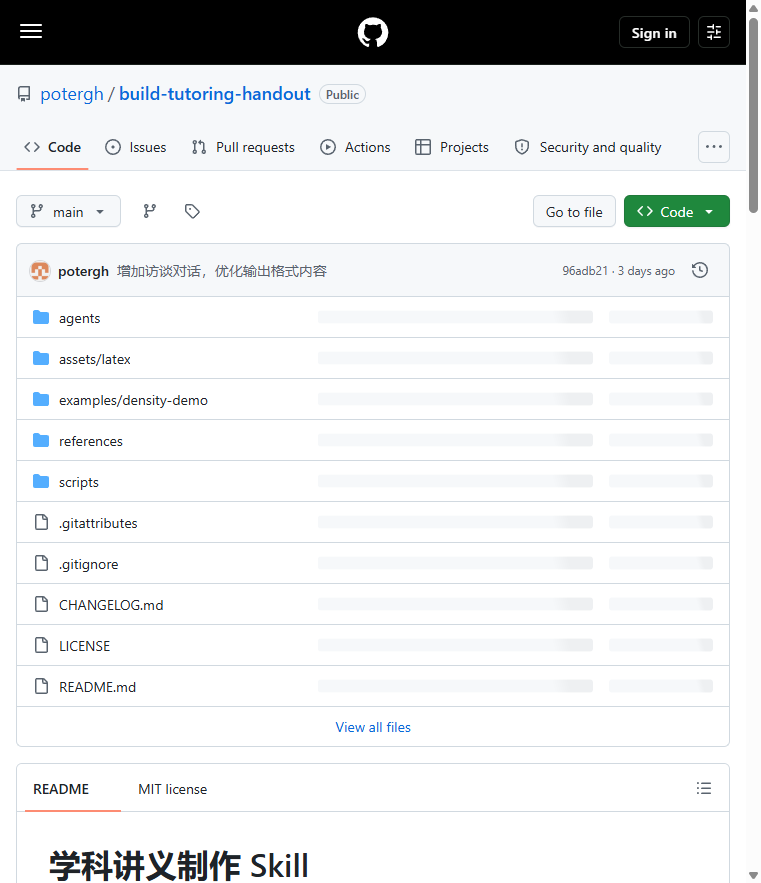 Sign in
potergh / build-tutoring-handout Public
Code Issues Pull requests Actions Projects Security and quality
main Go to file Code
potergh 增加访谈对话，优化输出格式内容 96adb21 · 3 days ago
agents
assets/latex
examples/density-demo
references
scripts
.gitattributes
.gitignore
CHANGELOG.md
LICENSE
README.md
View all files
README MIT license
学科讲义制作 Skill